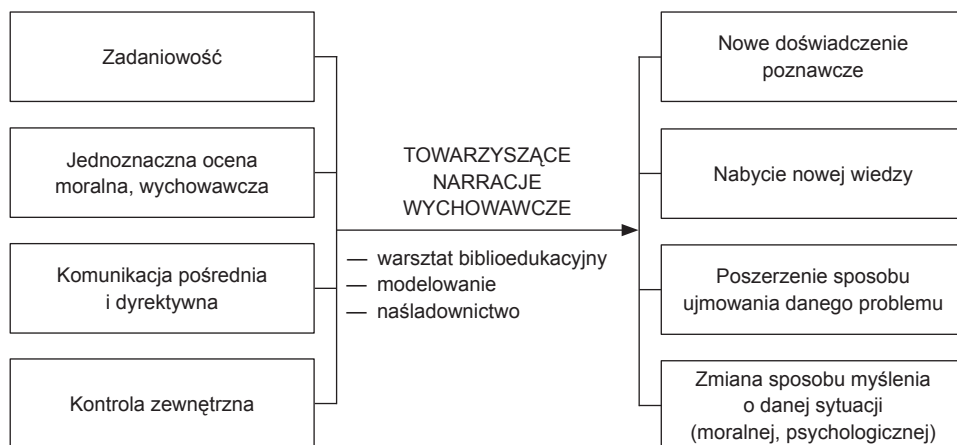 Zadaniowość
Jednoznaczna ocena
moralna, wychowawcza
Komunikacja pośrednia
i dyrektywna
Kontrola zewnętrzna
TOWARZYSZĄCE
NARRACJE
WYCHOWAWCZE
— warsztat biblioedukacyjny
— modelowanie
— naśladownictwo
Nowe doświadczenie
poznawcze
Nabycie nowej wiedzy
Poszerzenie sposobu
ujmowania danego problemu
Zmiana sposobu myślenia
o danej sytuacji
(moralnej, psychologicznej)